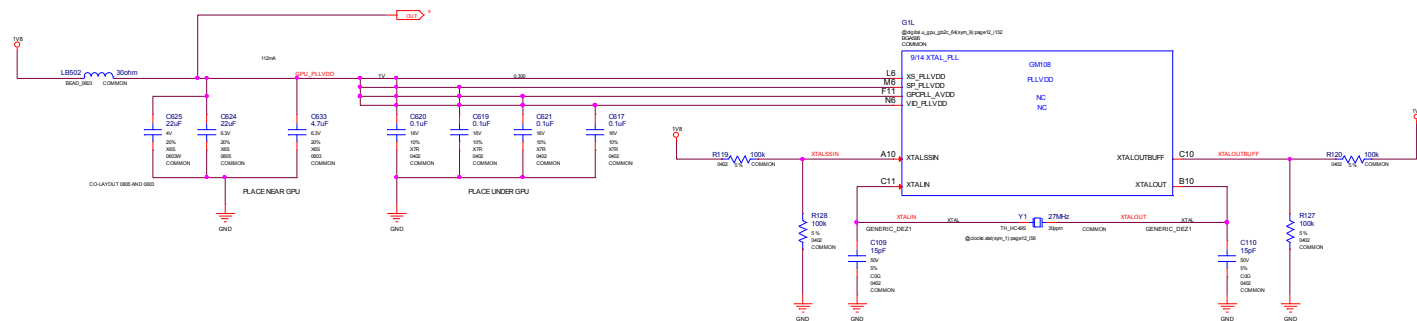 OUT
1V8
LB502 30ohm
BEAD_0603 COMMON
112mA
GPU_PLLVDD
1V
0.300
C625
22uF
4V
20%
X6S
0603W
COMMON
C624
22uF
6.3V
20%
X6S
0805
COMMON
C633
4.7uF
6.3V
20%
X6S
0603
COMMON
C620
0.1uF
16V
10%
X7R
0402
COMMON
C619
0.1uF
16V
10%
X7R
0402
COMMON
C621
0.1uF
16V
10%
X7R
0402
COMMON
C617
0.1uF
16V
10%
X7R
0402
COMMON
CO-LAYOUT 0805 AND 0603
PLACE NEAR GPU
PLACE UNDER GPU
GND
GND
G1L
@digital.u_gpu_gb2c_64(sym_9) page12_i132
BGA595
COMMON
9/14 XTAL_PLL
GM108
PLLVDD
NC
NC
L6 XS_PLLVDD
M6 SP_PLLVDD
F11 GPCPLL_AVDD
N6 VID_PLLVDD
A10 XTALSSIN
C11 XTALIN
XTALOUTBUFF C10
XTALOUT B10
1V8
R119 100k
0402 5% COMMON
XTALSSIN
R128
100k
5%
0402
COMMON
GND
XTALIN
XTAL
GENERIC_DEZ1
C109
15pF
50V
5%
C0G
0402
COMMON
GND
Y1 27MHz
TH_HC49S 30ppm
COMMON
XTALOUT
XTAL
GENERIC_DEZ1
C110
15pF
50V
5%
C0G
0402
COMMON
GND
XTALOUTBUFF
R120 100k
0402 5% COMMON
R127
100k
5%
0402
COMMON
GND